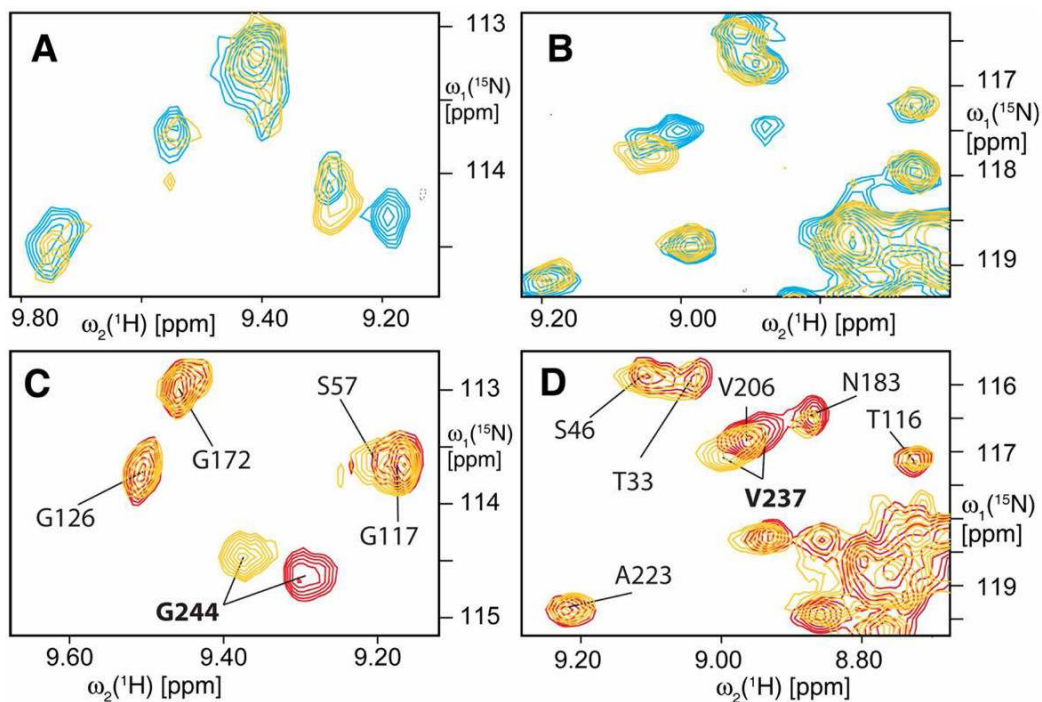 A
113
ω₁(¹⁵N)
[ppm]
114
9.80
9.40
9.20
ω₂(¹H) [ppm]
B
117
ω₁(¹⁵N)
[ppm]
118
119
9.20
9.00
ω₂(¹H) [ppm]
C
S57
113
G172
ω₁(¹⁵N)
[ppm]
G126
G117
114
G244
115
9.60
9.40
9.20
ω₂(¹H) [ppm]
D
V206
N183
116
S46
T33
T116
117
V237
ω₁(¹⁵N)
[ppm]
A223
119
9.20
9.00
8.80
ω₂(¹H) [ppm]